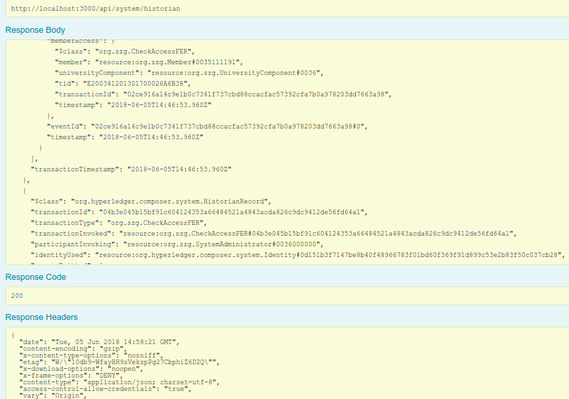 http://localhost:3000/api/system/historian
Response Body
"memberAccess": {
"$class": "org.szg.CheckAccessFER",
"member": "resource:org.szg.Member#0035111191",
"universityComponent": "resource:org.szg.UniversityComponent#0036",
"tid": "E20034120131700026A6B38",
"transactionId": "02ce916a14c9e1b0c7341f737cbd88ccacfac57392cfa7b0a978203dd7663a98",
"timestamp": "2018-06-05T14:46:53.960Z"
},
"eventId": "02ce916a14c9e1b0c7341f737cbd88ccacfac57392cfa7b0a978203dd7663a98#0",
"timestamp": "2018-06-05T14:46:53.960Z"
}
],
"transactionTimestamp": "2018-06-05T14:46:53.960Z"
},
{
"$class": "org.hyperledger.composer.system.HistorianRecord",
"transactionId": "04b3e045b15bf91c604124353a66484521a4843acda826c9dc9412de56fd64a1",
"transactionType": "org.szg.CheckAccessFER",
"transactionInvoked": "resource:org.szg.CheckAccessFER#04b3e045b15bf91c604124353a66484521a4843acda826c9dc9412de56fd64a1",
"participantInvoking": "resource:org.szg.SystemAdministrator#0036000000",
"identityUsed": "resource:org.hyperledger.composer.system.Identity#0d151b3f7147be8b40f48966783f01bd60f369f91d899c53e2b83f50c037cb28",
Response Code
200
Response Headers
{
"date": "Tue, 05 Jun 2018 14:58:21 GMT",
"content-encoding": "gzip",
"x-content-type-options": "nosniff",
"etag": "W/\"10db9-WfayBH9sVekspPg27CbphiZ6D2Q\"",
"x-download-options": "noopen",
"x-frame-options": "DENY",
"content-type": "application/json; charset=utf-8",
"access-control-allow-credentials": "true",
"vary": "Origin",